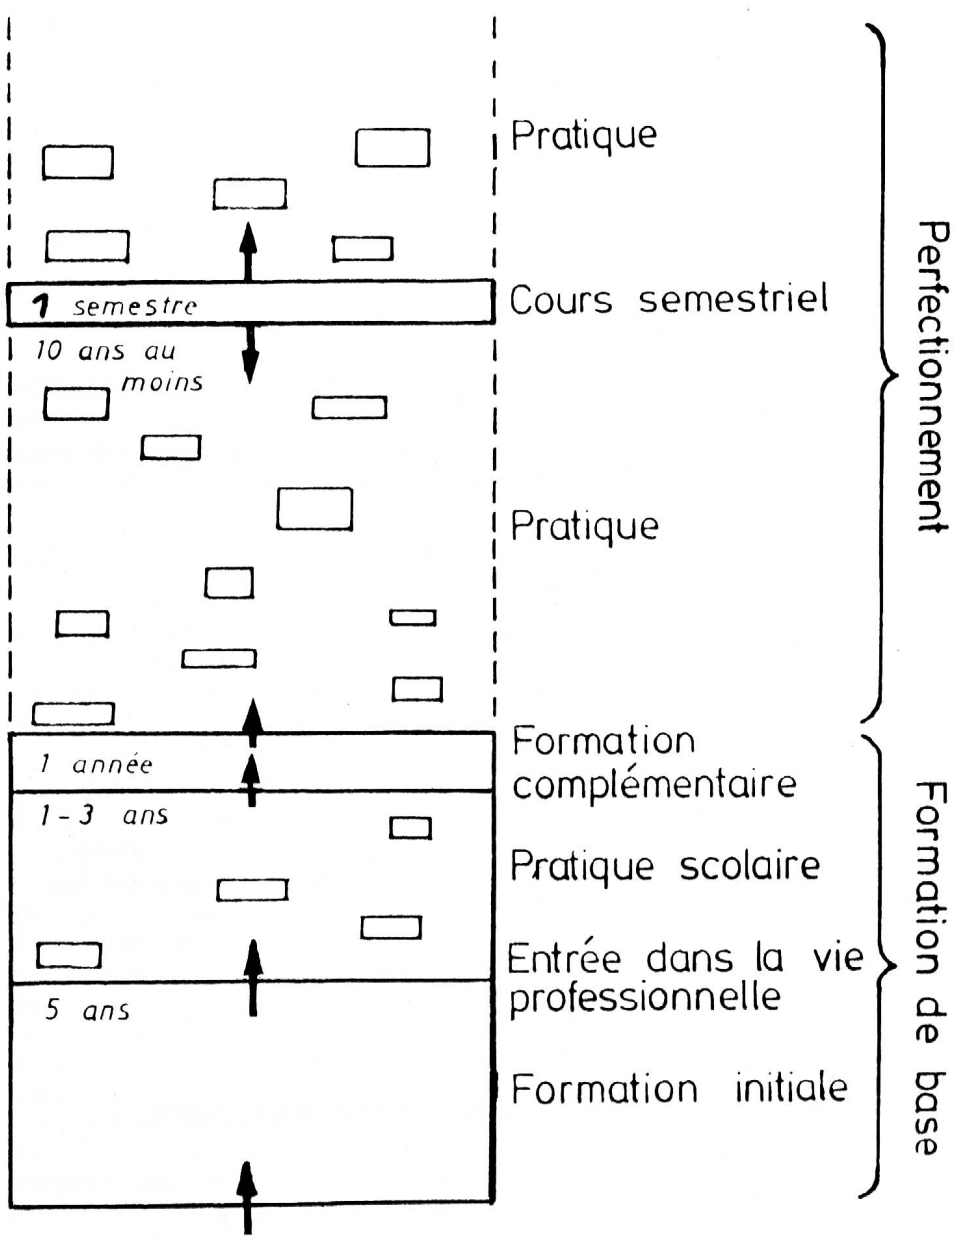 Pratique
1 semestre
Cours semestriel
10 ans au
moins
Pratique
Perfectionnement
1 année
Formation
complémentaire
1-3 ans
Pratique scolaire
Entrée dans la vie
professionnelle
5 ans
Formation initiale
Formation de base